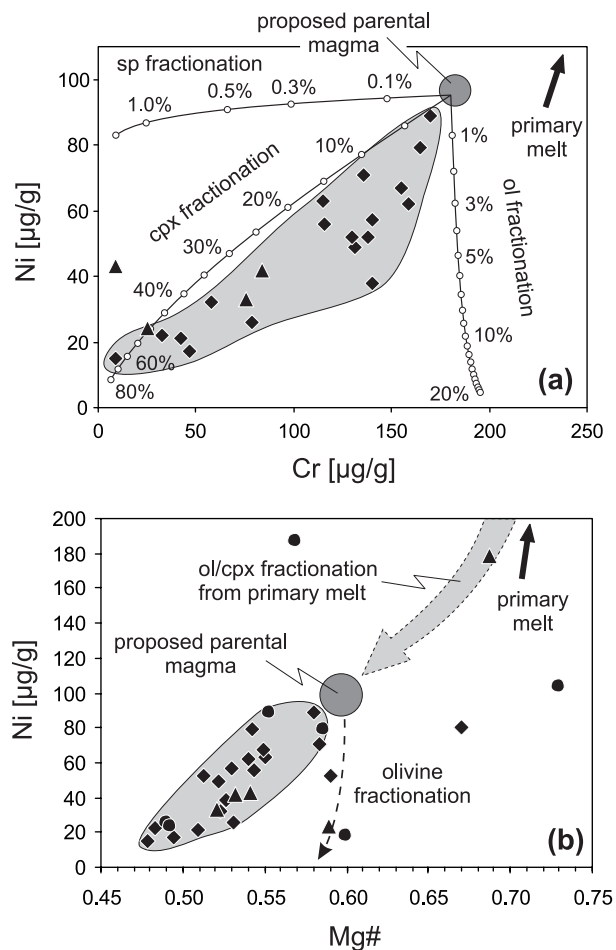 proposed parental
magma
sp fractionation
1.0%
0.5%
0.3%
0.1%
primary
melt
cpx fractionation
10%
20%
30%
40%
60%
80%
ol fractionation
1%
3%
5%
10%
20%
(a)
Ni [µg/g]
100
80
60
40
20
0
0
50
100
150
200
250
Cr [µg/g]
ol/cpx fractionation
from primary melt
primary
melt
proposed parental
magma
olivine
fractionation
(b)
Ni [µg/g]
200
180
160
140
120
100
80
60
40
20
0
0.45
0.50
0.55
0.60
0.65
0.70
0.75
Mg#